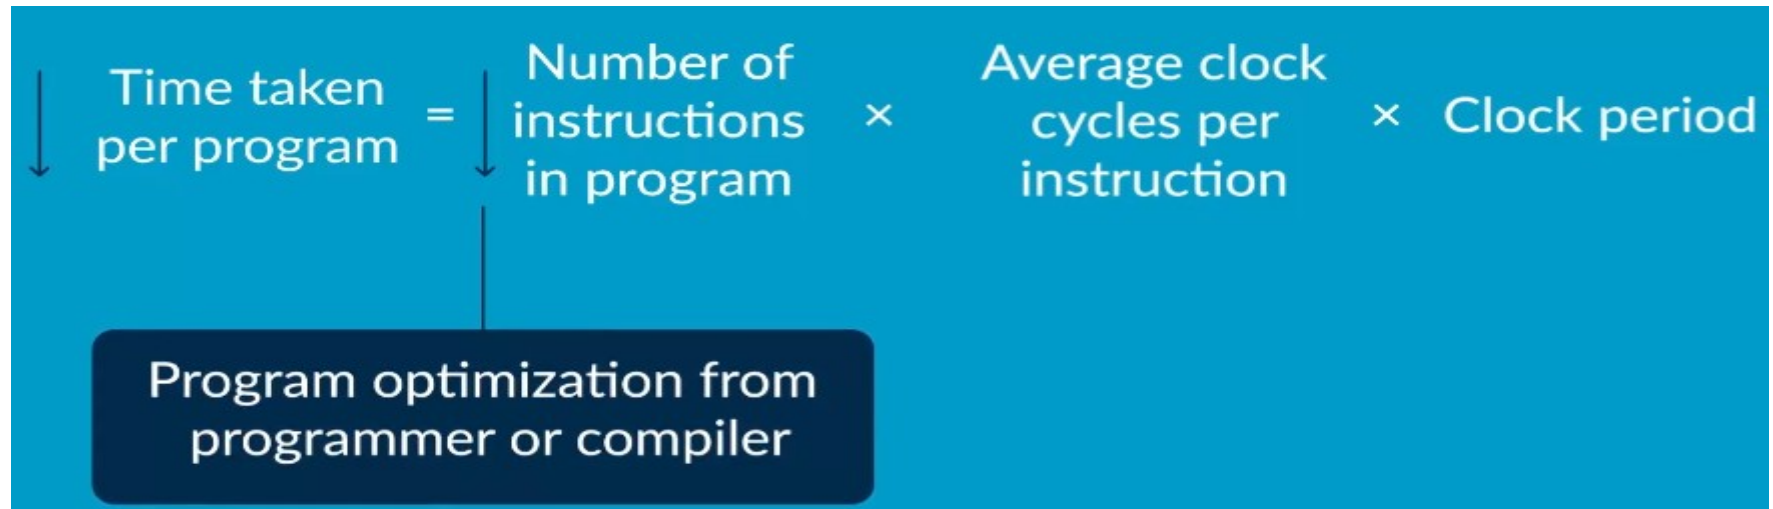 Time taken
per program
=
Number of
instructions
in program
×
Average clock
cycles per
instruction
×
Clock period
Program optimization from
programmer or compiler